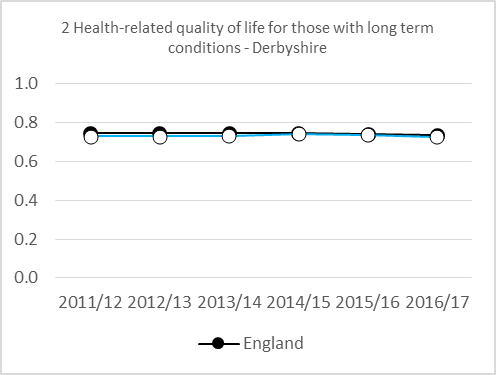 2 Health-related quality of life for those with long term
conditions - Derbyshire
1.0
0.8
0.6
0.4
0.2
0.0
2011/12 2012/13 2013/14 2014/15 2015/16 2016/17
England